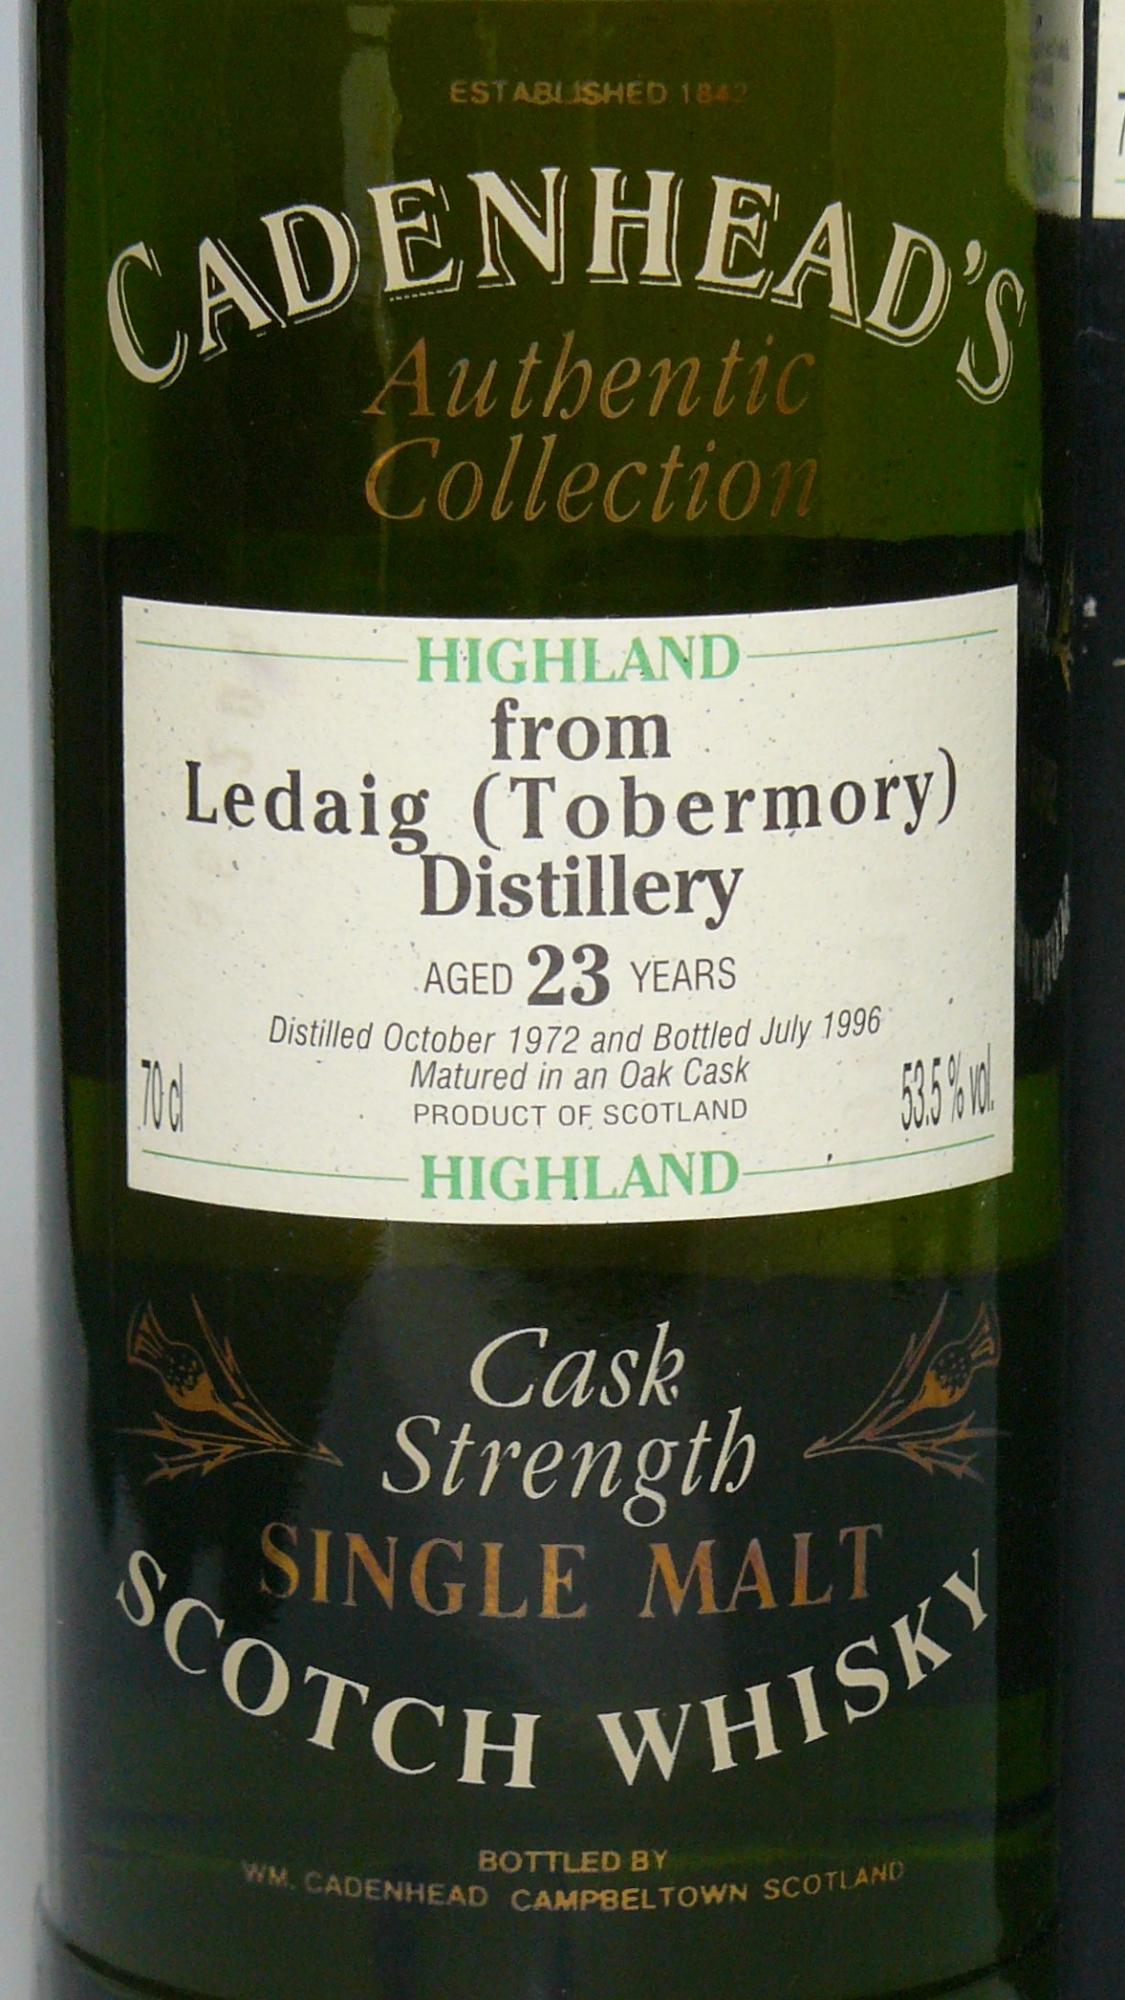 ESTABLISHED 1842
CADENHEAD'S
Authentic
Collection
HIGHLAND
from
Ledaig (Tobermory)
Distillery
AGED 23 YEARS
Distilled October 1972 and Bottled July 1996
Matured in an Oak Cask
70 cl
PRODUCT OF SCOTLAND
53.5 % vol.
HIGHLAND
Cask
Strength
SINGLE MALT
SCOTCH WHISKY
BOTTLED BY
WM. CADENHEAD CAMPBELTOWN SCOTLAND